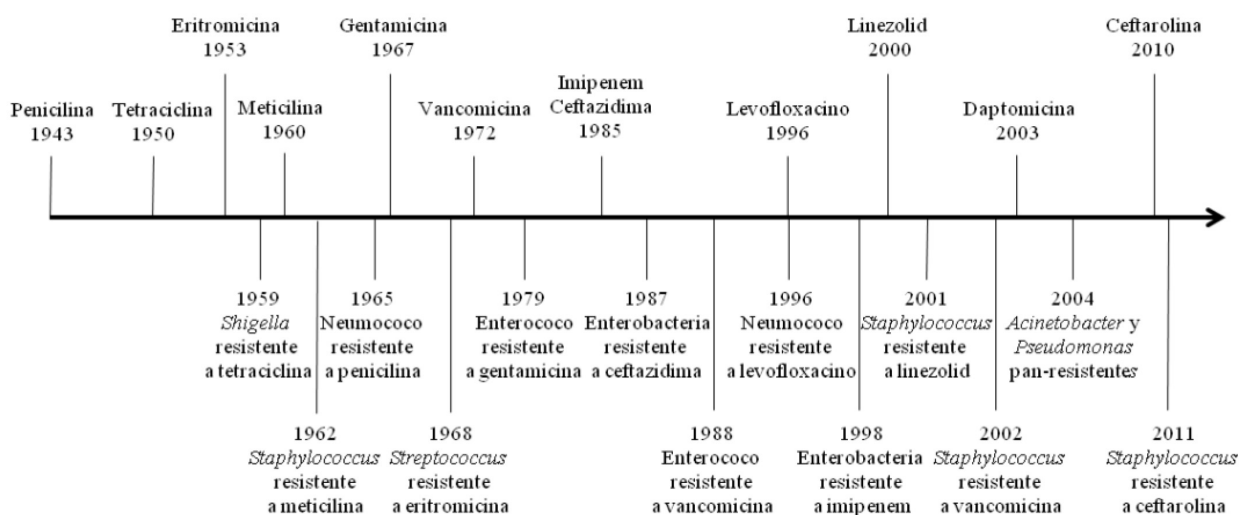 Eritromicina
1953
Gentamicina
1967
Linezolid
2000
Ceftarolina
2010
Penicilina
1943
Tetraciclina
1950
Meticilina
1960
Vancomicina
1972
Imipenem
Ceftazidima
1985
Levofloxacino
1996
Daptomicina
2003
1959
Shigella
resistente
a tetraciclina
1965
Neumococo
resistente
a penicilina
1979
Enterococo
resistente
a gentamicina
1987
Enterobacteria
resistente
a ceftazidima
1996
Neumococo
resistente
a levofloxacino
2001
Staphylococcus
resistente
a linezolid
2004
Acinetobacter y
Pseudomonas
pan-resistentes
1962
Staphylococcus
resistente
a meticilina
1968
Streptococcus
resistente
a eritromicina
1988
Enterococo
resistente
a vancomicina
1998
Enterobacteria
resistente
a imipenem
2002
Staphylococcus
resistente
a vancomicina
2011
Staphylococcus
resistente
a ceftarolina